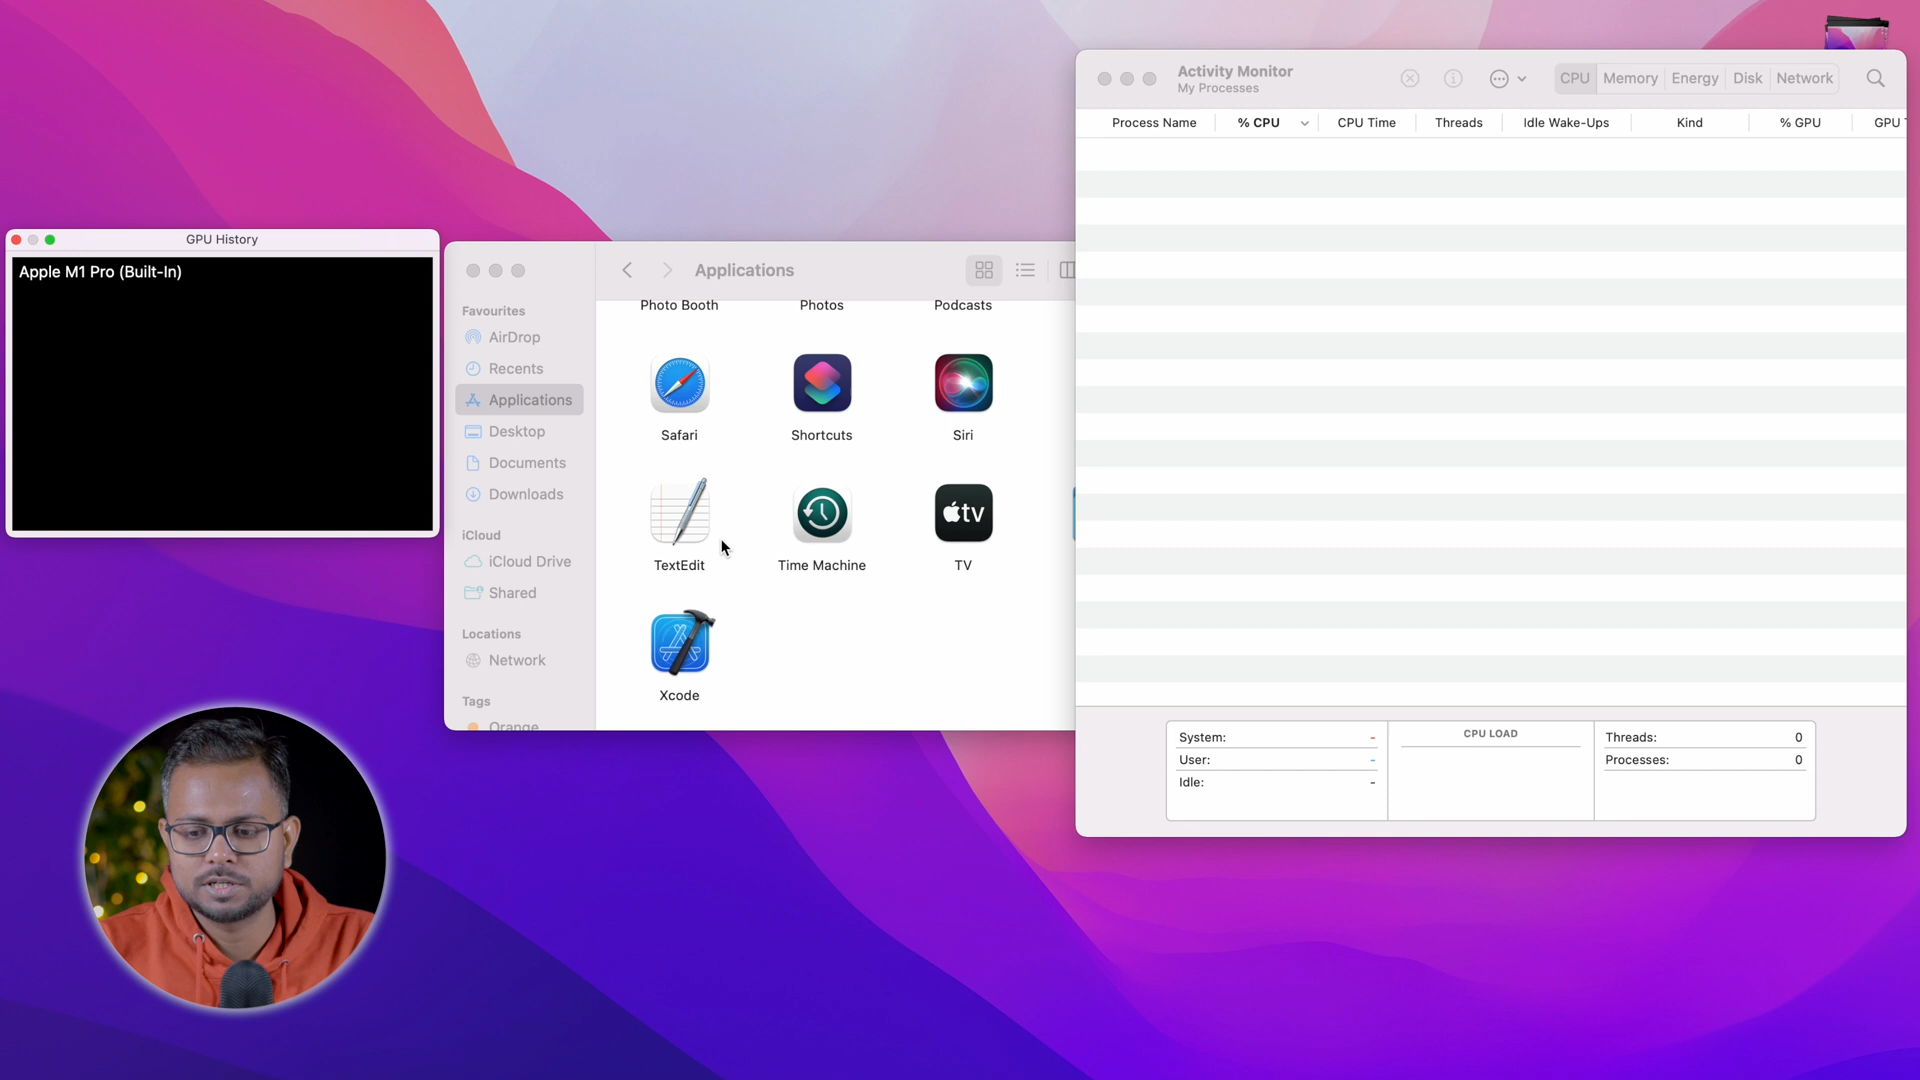 GPU History
Apple M1 Pro (Built-In)
Applications
Favourites
AirDrop
Recents
Applications
Desktop
Documents
Downloads
iCloud
iCloud Drive
Shared
Locations
Network
Tags
Orange
Photo Booth
Photos
Podcasts
Safari
Shortcuts
Siri
TextEdit
Time Machine
tv
TV
Xcode
Activity Monitor
My Processes
CPU
Memory
Energy
Disk
Network
Process Name
% CPU
CPU Time
Threads
Idle Wake-Ups
Kind
% GPU
GPU
System: -
User: -
Idle: -
CPU LOAD
Threads: 0
Processes: 0